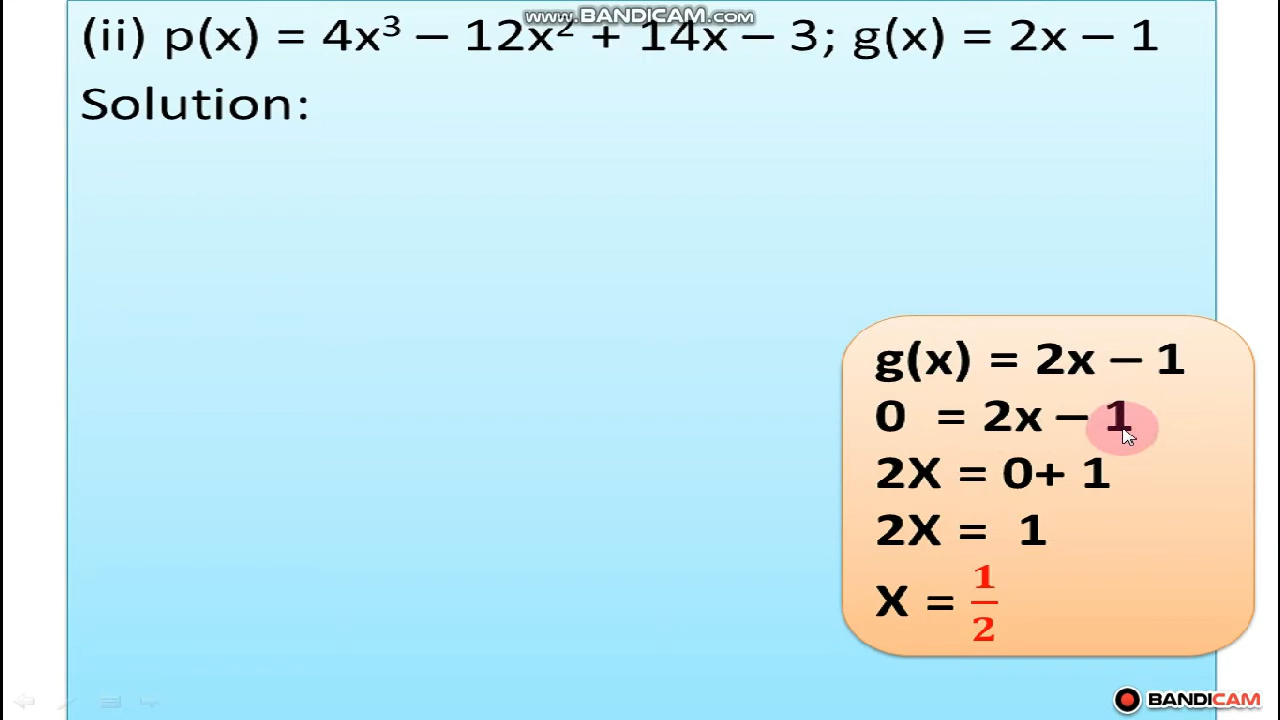 www.BANDICAM.com
(ii) p(x) = 4x³ − 12x² + 14x − 3; g(x) = 2x − 1
Solution:
g(x) = 2x − 1
0 = 2x − 1
2X = 0+ 1
2X = 1
X = 1/2
BANDICAM